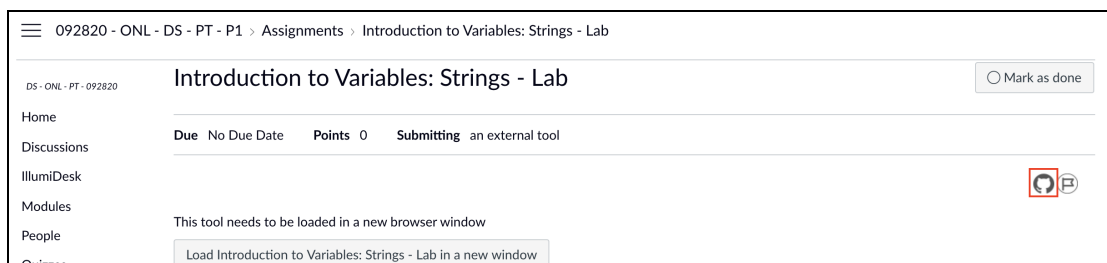 092820 - ONL - DS - PT - P1 > Assignments > Introduction to Variables: Strings - Lab
DS - ONL - PT - 092820
Introduction to Variables: Strings - Lab
Mark as done
Home
Due No Due Date Points 0 Submitting an external tool
Discussions
IllumiDesk
Modules
This tool needs to be loaded in a new browser window
People
Load Introduction to Variables: Strings - Lab in a new window